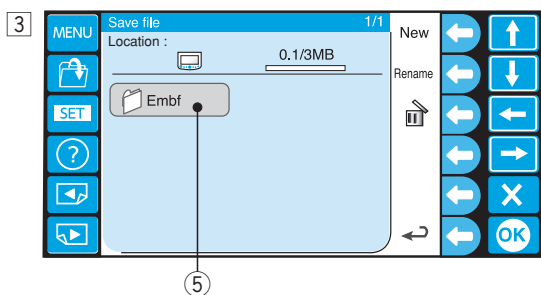 3
MENU
Save file 1/1
Location :
0.1/3MB
New
Rename
Embf
SET
?
OK
5